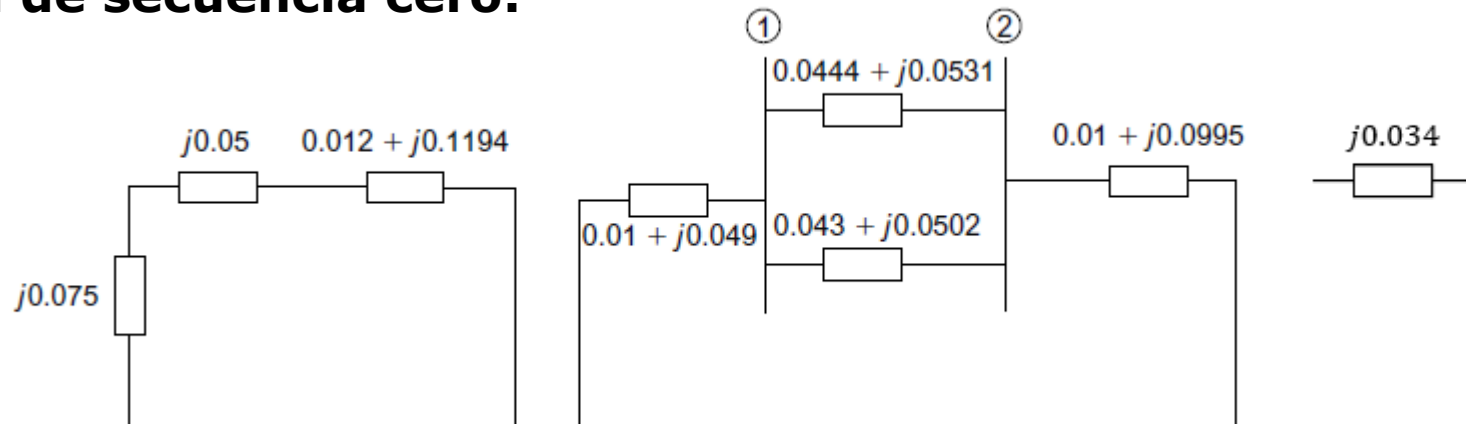 de secuencia cero.
1
2
0.0444 + j0.0531
j0.05
0.012 + j0.1194
0.01 + j0.0995
j0.034
0.01 + j0.049
0.043 + j0.0502
j0.075